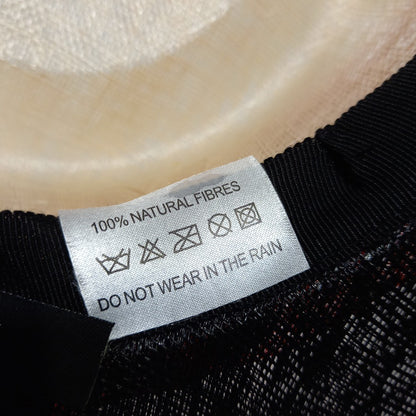 100% NATURAL FIBRES
DO NOT WEAR IN THE RAIN